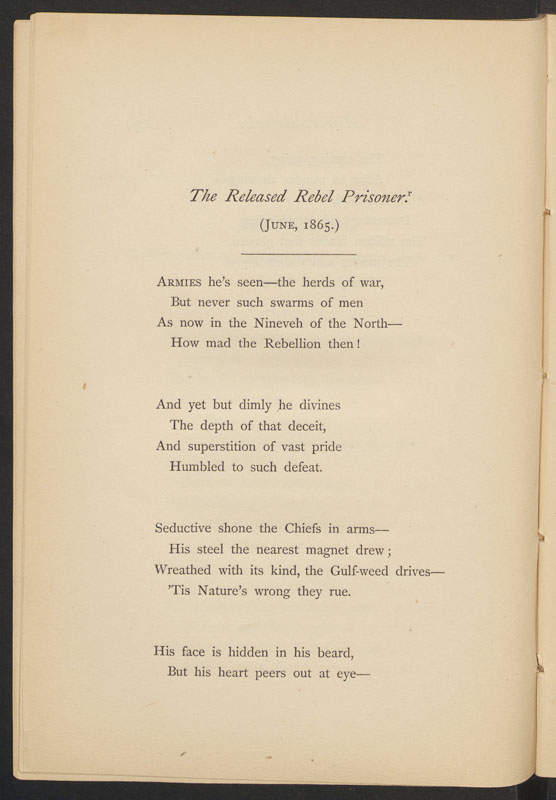 The Released Rebel Prisoner.r
(June, 1865.)
Armies he's seen—the herds of war,
But never such swarms of men
As now in the Nineveh of the North—
How mad the Rebellion then!
And yet but dimly he divines
The depth of that deceit,
And superstition of vast pride
Humbled to such defeat.
Seductive shone the Chiefs in arms—
His steel the nearest magnet drew;
Wreathed with its kind, the Gulf-weed drives—
'Tis Nature's wrong they rue.
His face is hidden in his beard,
But his heart peers out at eye—